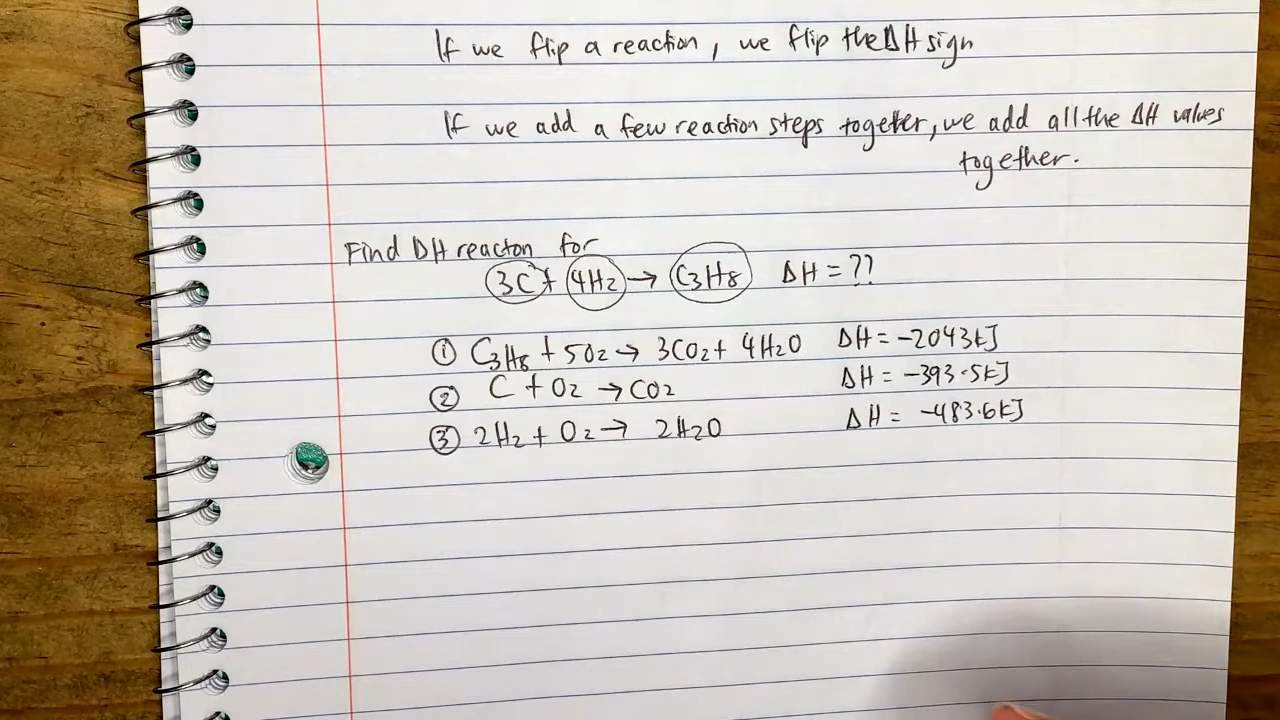 If we flip a reaction, we flip the ΔH sign
If we add a few reaction steps together, we add all the ΔH values
together.
Find ΔH reacton for
3C + 4H2 → C3H8 ΔH = ??
① C3H8 + 5O2 → 3CO2 + 4H2O ΔH = -2043kJ
② C + O2 → CO2 ΔH = -393.5kJ
③ 2H2 + O2 → 2H2O ΔH = -483.6kJ